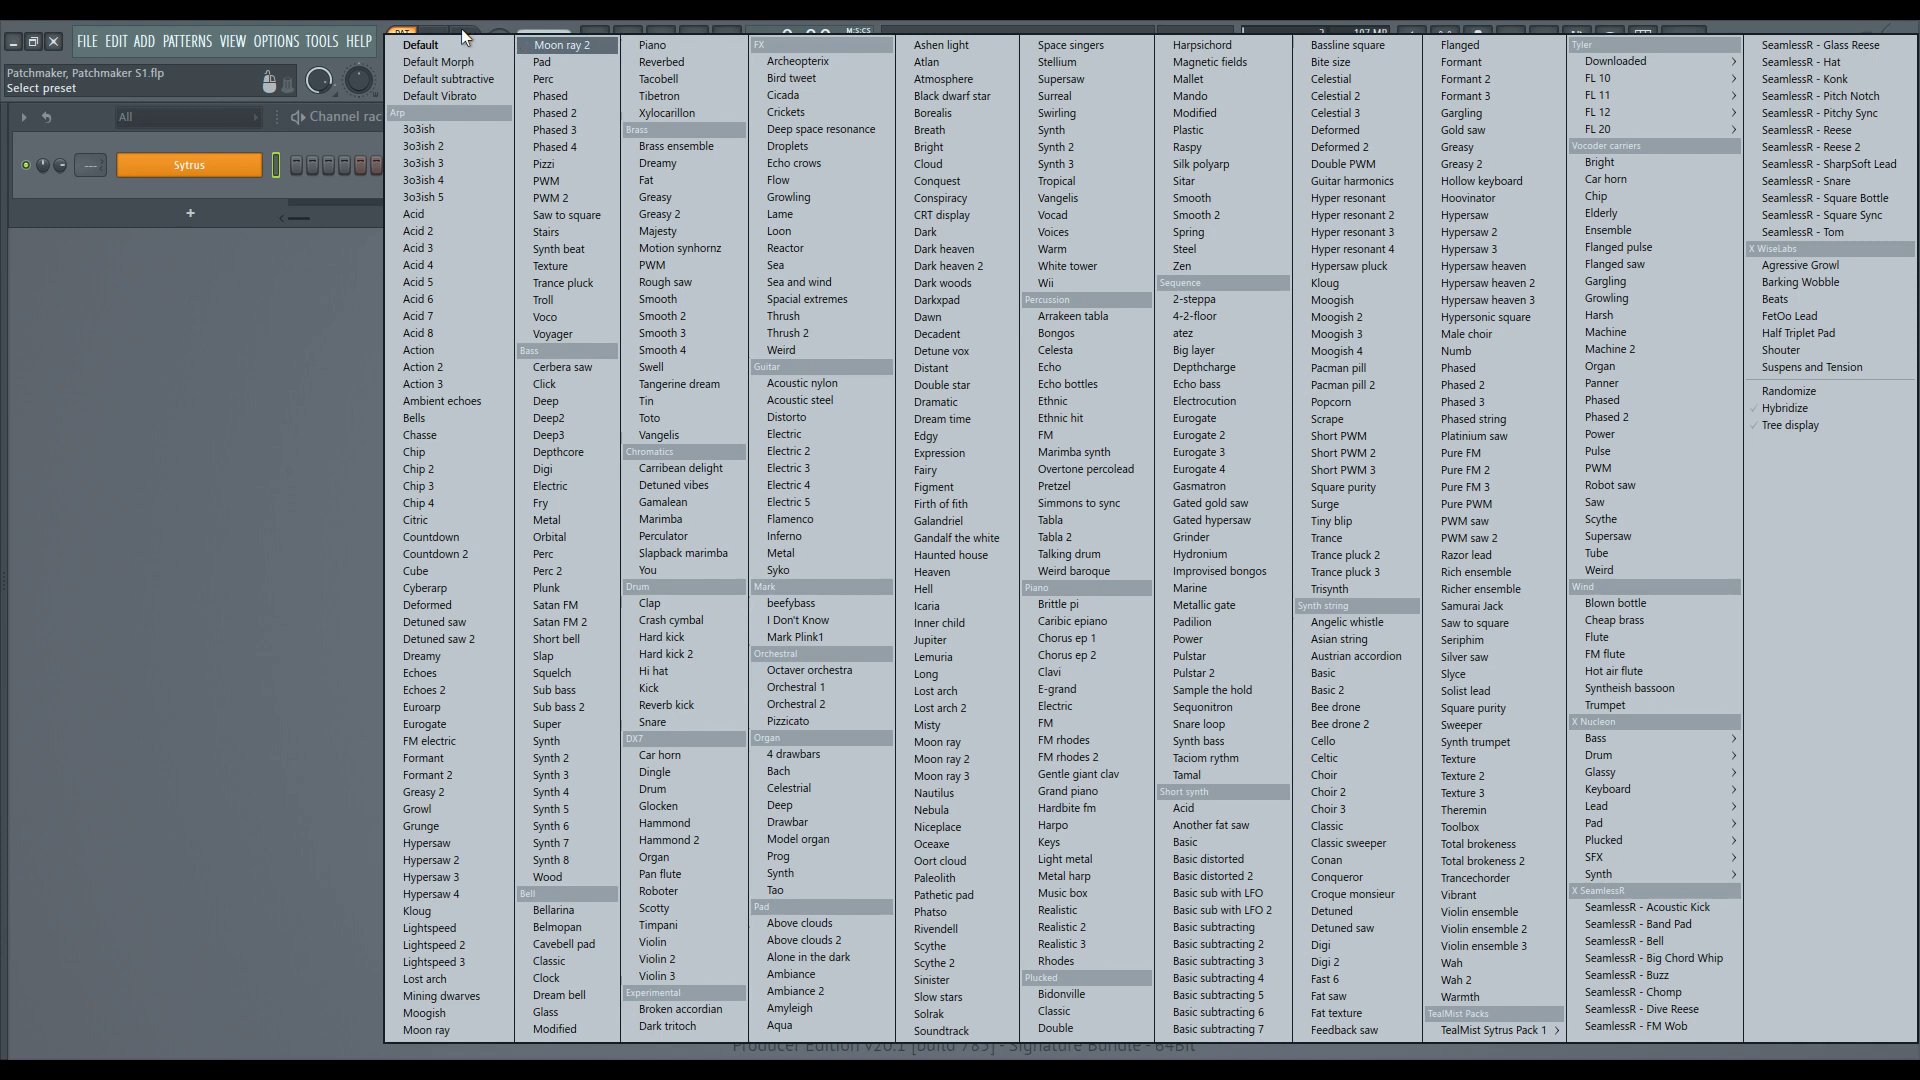 FILE EDIT ADD PATTERNS VIEW OPTIONS TOOLS HELP
Patchmaker, Patchmaker S1.flp
Select preset
All
Channel rac
---
Sytrus
+
M:S:CS
2
107 MB
Default
Default Morph
Default subtractive
Default Vibrato
Arp
3o3ish
3o3ish 2
3o3ish 3
3o3ish 4
3o3ish 5
Acid
Acid 2
Acid 3
Acid 4
Acid 5
Acid 6
Acid 7
Acid 8
Action
Action 2
Action 3
Ambient echoes
Bells
Chasse
Chip
Chip 2
Chip 3
Chip 4
Citric
Countdown
Countdown 2
Cube
Cyberarp
Deformed
Detuned saw
Detuned saw 2
Dreamy
Echoes
Echoes 2
Euroarp
Eurogate
FM electric
Formant
Formant 2
Greasy 2
Growl
Grunge
Hypersaw
Hypersaw 2
Hypersaw 3
Hypersaw 4
Kloug
Lightspeed
Lightspeed 2
Lightspeed 3
Lost arch
Mining dwarves
Moogish
Moon ray
Moon ray 2
Pad
Perc
Phased
Phased 2
Phased 3
Phased 4
Pizzi
PWM
PWM 2
Saw to square
Stairs
Synth beat
Texture
Trance pluck
Troll
Voco
Voyager
Bass
Cerbera saw
Click
Deep
Deep2
Deep3
Depthcore
Digi
Electric
Fry
Metal
Orbital
Perc
Perc 2
Plunk
Satan FM
Satan FM 2
Short bell
Slap
Squelch
Sub bass
Sub bass 2
Super
Synth
Synth 2
Synth 3
Synth 4
Synth 5
Synth 6
Synth 7
Synth 8
Wood
Bell
Bellarina
Belmopan
Cavebell pad
Classic
Clock
Dream bell
Glass
Modified
Piano
Reverbed
Tacobell
Tibetron
Xylocarillon
Brass
Brass ensemble
Dreamy
Fat
Greasy
Greasy 2
Majesty
Motion synhornz
PWM
Rough saw
Smooth
Smooth 2
Smooth 3
Smooth 4
Swell
Tangerine dream
Tin
Toto
Vangelis
Chromatics
Carribean delight
Detuned vibes
Gamalean
Marimba
Perculator
Slapback marimba
You
Drum
Clap
Crash cymbal
Hard kick
Hard kick 2
Hi hat
Kick
Reverb kick
Snare
DX7
Car horn
Dingle
Drum
Glocken
Hammond
Hammond 2
Organ
Pan flute
Roboter
Scotty
Timpani
Violin
Violin 2
Violin 3
Experimental
Broken accordian
Dark tritoch
FX
Archeopterix
Bird tweet
Cicada
Crickets
Deep space resonance
Droplets
Echo crows
Flow
Growling
Lame
Loon
Reactor
Sea
Sea and wind
Spacial extremes
Thrush
Thrush 2
Weird
Guitar
Acoustic nylon
Acoustic steel
Distorto
Electric
Electric 2
Electric 3
Electric 4
Electric 5
Flamenco
Inferno
Metal
Syko
Mark
beefybass
I Don't Know
Mark Plink1
Orchestral
Octaver orchestra
Orchestral 1
Orchestral 2
Pizzicato
Organ
4 drawbars
Bach
Celestrial
Deep
Drawbar
Model organ
Prog
Synth
Tao
Pad
Above clouds
Above clouds 2
Alone in the dark
Ambiance
Ambiance 2
Amyleigh
Aqua
Ashen light
Atlan
Atmosphere
Black dwarf star
Borealis
Breath
Bright
Cloud
Conquest
Conspiracy
CRT display
Dark
Dark heaven
Dark heaven 2
Dark woods
Darkxpad
Dawn
Decadent
Detune vox
Distant
Double star
Dramatic
Dream time
Edgy
Expression
Fairy
Figment
Firth of fith
Galandriel
Gandalf the white
Haunted house
Heaven
Hell
Icaria
Inner child
Jupiter
Lemuria
Long
Lost arch
Lost arch 2
Misty
Moon ray
Moon ray 2
Moon ray 3
Nautilus
Nebula
Niceplace
Oceaxe
Oort cloud
Paleolith
Pathetic pad
Phatso
Rivendell
Scythe
Scythe 2
Sinister
Slow stars
Solrak
Soundtrack
Space singers
Stellium
Supersaw
Surreal
Swirling
Synth
Synth 2
Synth 3
Tropical
Vangelis
Vocad
Voices
Warm
White tower
Wii
Percussion
Arrakeen tabla
Bongos
Celesta
Echo
Echo bottles
Ethnic
Ethnic hit
FM
Marimba synth
Overtone percolead
Pretzel
Simmons to sync
Tabla
Tabla 2
Talking drum
Weird baroque
Piano
Brittle pi
Caribic epiano
Chorus ep 1
Chorus ep 2
Clavi
E-grand
Electric
FM
FM rhodes
FM rhodes 2
Gentle giant clav
Grand piano
Hardbite fm
Harpo
Keys
Light metal
Metal harp
Music box
Realistic
Realistic 2
Realistic 3
Rhodes
Plucked
Bidonville
Classic
Double
Harpsichord
Magnetic fields
Mallet
Mando
Modified
Plastic
Raspy
Silk polyarp
Sitar
Smooth
Smooth 2
Spring
Steel
Zen
Sequence
2-steppa
4-2-floor
atez
Big layer
Depthcharge
Echo bass
Electrocution
Eurogate
Eurogate 2
Eurogate 3
Eurogate 4
Gasmatron
Gated gold saw
Gated hypersaw
Grinder
Hydronium
Improvised bongos
Marine
Metallic gate
Padilion
Power
Pulstar
Pulstar 2
Sample the hold
Sequonitron
Snare loop
Synth bass
Taciom rythm
Tamal
Short synth
Acid
Another fat saw
Basic
Basic distorted
Basic distorted 2
Basic sub with LFO
Basic sub with LFO 2
Basic subtracting
Basic subtracting 2
Basic subtracting 3
Basic subtracting 4
Basic subtracting 5
Basic subtracting 6
Basic subtracting 7
Bassline square
Bite size
Celestial
Celestial 2
Celestial 3
Deformed
Deformed 2
Double PWM
Guitar harmonics
Hyper resonant
Hyper resonant 2
Hyper resonant 3
Hyper resonant 4
Hypersaw pluck
Kloug
Moogish
Moogish 2
Moogish 3
Moogish 4
Pacman pill
Pacman pill 2
Popcorn
Scrape
Short PWM
Short PWM 2
Short PWM 3
Square purity
Surge
Tiny blip
Trance
Trance pluck 2
Trance pluck 3
Trisynth
Synth string
Angelic whistle
Asian string
Austrian accordion
Basic
Basic 2
Bee drone
Bee drone 2
Cello
Celtic
Choir
Choir 2
Choir 3
Classic
Classic sweeper
Conan
Conqueror
Croque monsieur
Detuned
Detuned saw
Digi
Digi 2
Fast 6
Fat saw
Fat texture
Feedback saw
Flanged
Formant
Formant 2
Formant 3
Gargling
Gold saw
Greasy
Greasy 2
Hollow keyboard
Hoovinator
Hypersaw
Hypersaw 2
Hypersaw 3
Hypersaw heaven
Hypersaw heaven 2
Hypersaw heaven 3
Hypersonic square
Male choir
Numb
Phased
Phased 2
Phased 3
Phased string
Platinium saw
Pure FM
Pure FM 2
Pure FM 3
Pure PWM
PWM saw
PWM saw 2
Razor lead
Rich ensemble
Richer ensemble
Samurai Jack
Saw to square
Seriphim
Silver saw
Slyce
Solist lead
Square purity
Sweeper
Synth trumpet
Texture
Texture 2
Texture 3
Theremin
Toolbox
Total brokeness
Total brokeness 2
Trancechorder
Vibrant
Violin ensemble
Violin ensemble 2
Violin ensemble 3
Wah
Wah 2
Warmth
TealMist Packs
TealMist Sytrus Pack 1
Tyler
Downloaded
FL 10
FL 11
FL 12
FL 20
Vocoder carriers
Bright
Car horn
Chip
Elderly
Ensemble
Flanged pulse
Flanged saw
Gargling
Growling
Harsh
Machine
Machine 2
Organ
Panner
Phased
Phased 2
Power
Pulse
PWM
Robot saw
Saw
Scythe
Supersaw
Tube
Weird
Wind
Blown bottle
Cheap brass
Flute
FM flute
Hot air flute
Syntheish bassoon
Trumpet
X Nucleon
Bass
Drum
Glassy
Keyboard
Lead
Pad
Plucked
SFX
Synth
X SeamlessR
SeamlessR - Acoustic Kick
SeamlessR - Band Pad
SeamlessR - Bell
SeamlessR - Big Chord Whip
SeamlessR - Buzz
SeamlessR - Chomp
SeamlessR - Dive Reese
SeamlessR - FM Wob
SeamlessR - Glass Reese
SeamlessR - Hat
SeamlessR - Konk
SeamlessR - Pitch Notch
SeamlessR - Pitchy Sync
SeamlessR - Reese
SeamlessR - Reese 2
SeamlessR - SharpSoft Lead
SeamlessR - Snare
SeamlessR - Square Bottle
SeamlessR - Square Sync
SeamlessR - Tom
X WiseLabs
Agressive Growl
Barking Wobble
Beats
FetOo Lead
Half Triplet Pad
Shouter
Suspens and Tension
Randomize
Hybridize
Tree display
Producer Edition v20.1 [build 785] - Signature Bundle - 64Bit